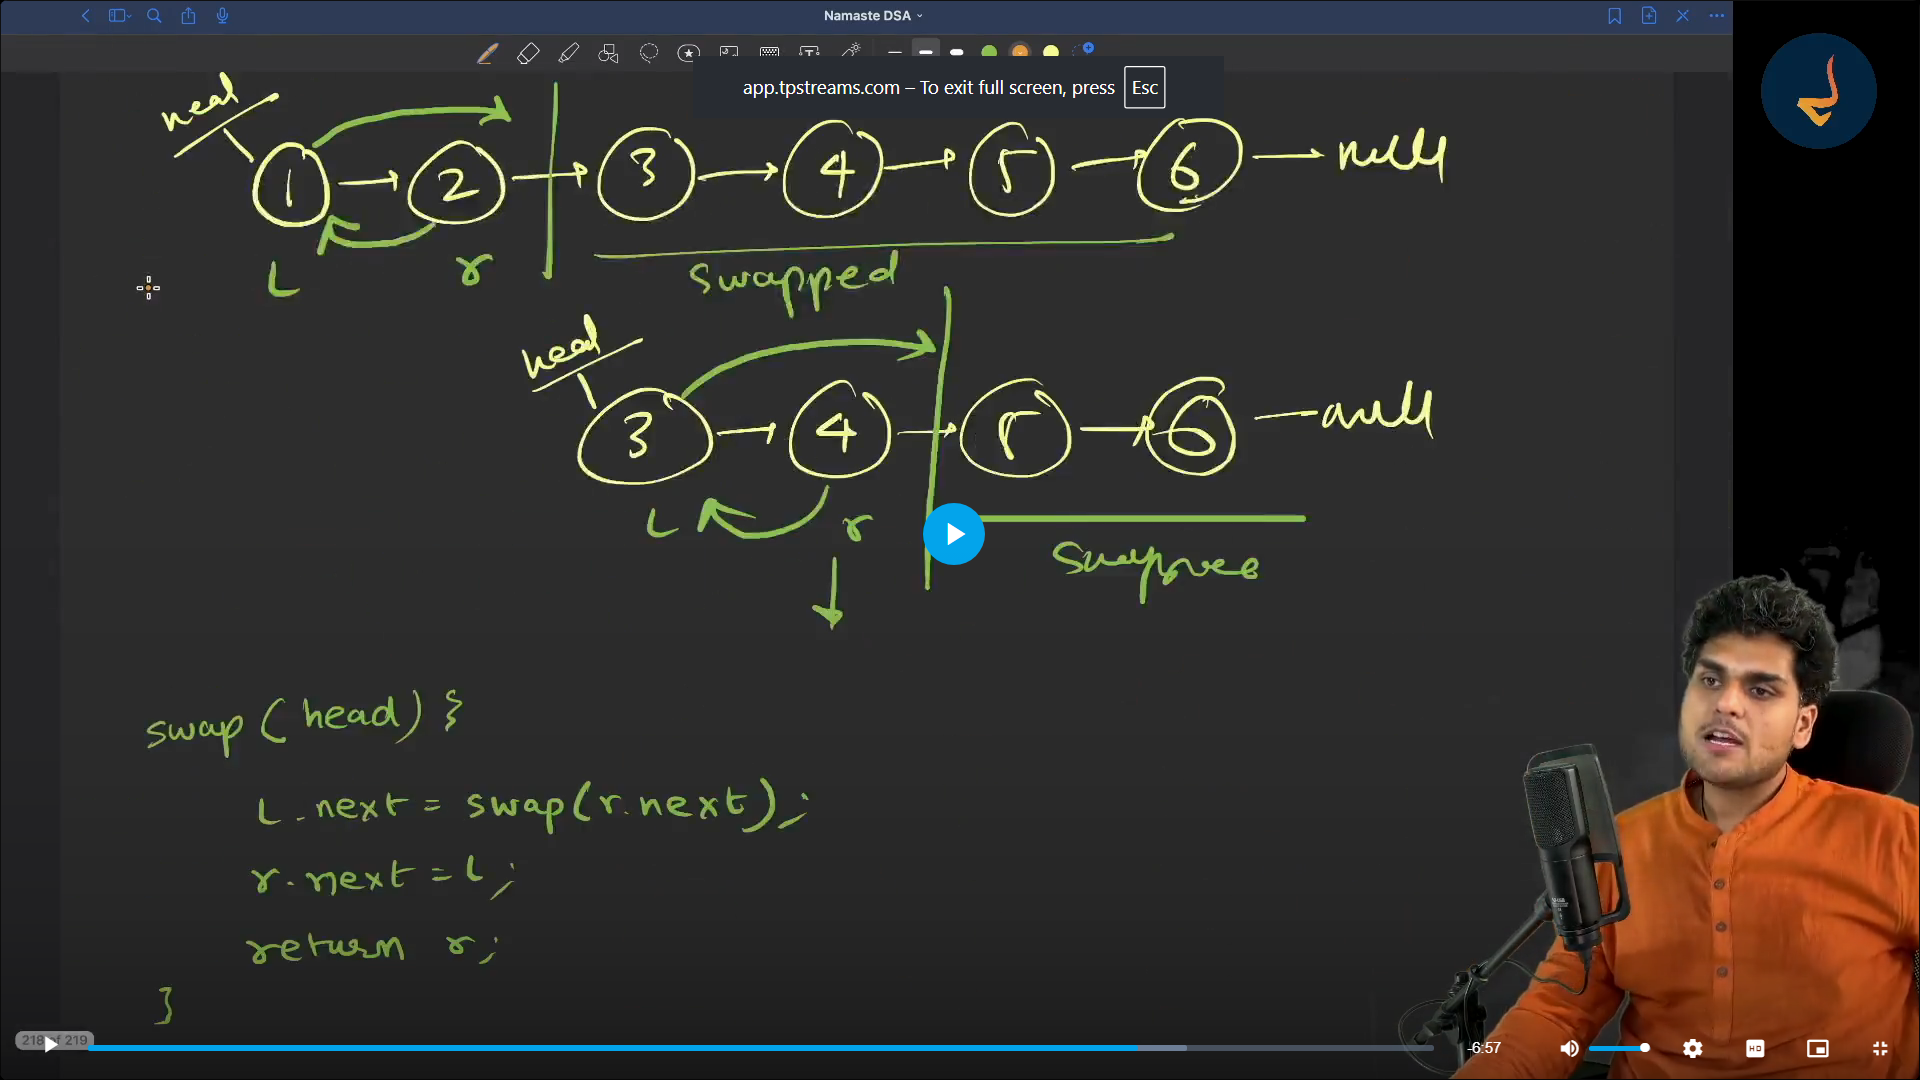 Namaste DSA
app.tpstreams.com – To exit full screen, press Esc
head
1 → 2 → 3 → 4 → 5 → 6 → null
L r
swapped
head
3 → 4 → 5 → 6 — null
L r
swap(head) }
L.next = swap(r.next);
r.next = L;
return r;
}
218 of 219
-6:57
HD